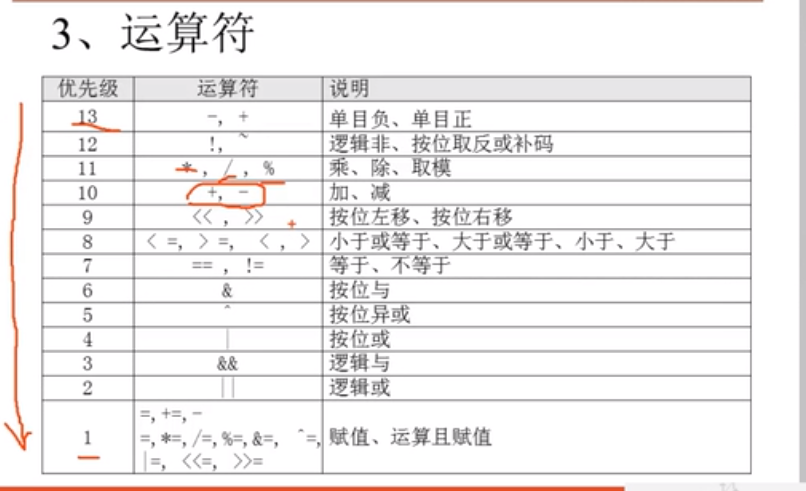 3、运算符
优先级 运算符 说明
13 -, + 单目负、单目正
12 !, ~ 逻辑非、按位取反或补码
11 *, /, % 乘、除、取模
10 +, - 加、减
9 <<, >> 按位左移、按位右移
8 < =, > =, <, > 小于或等于、大于或等于、小于、大于
7 ==, != 等于、不等于
6 & 按位与
5 ^ 按位异或
4 | 按位或
3 && 逻辑与
2 || 逻辑或
=,+=,-
1 =,*=,/=,%=,&=, ^=, 赋值、运算且赋值
|=, <<=, >>=